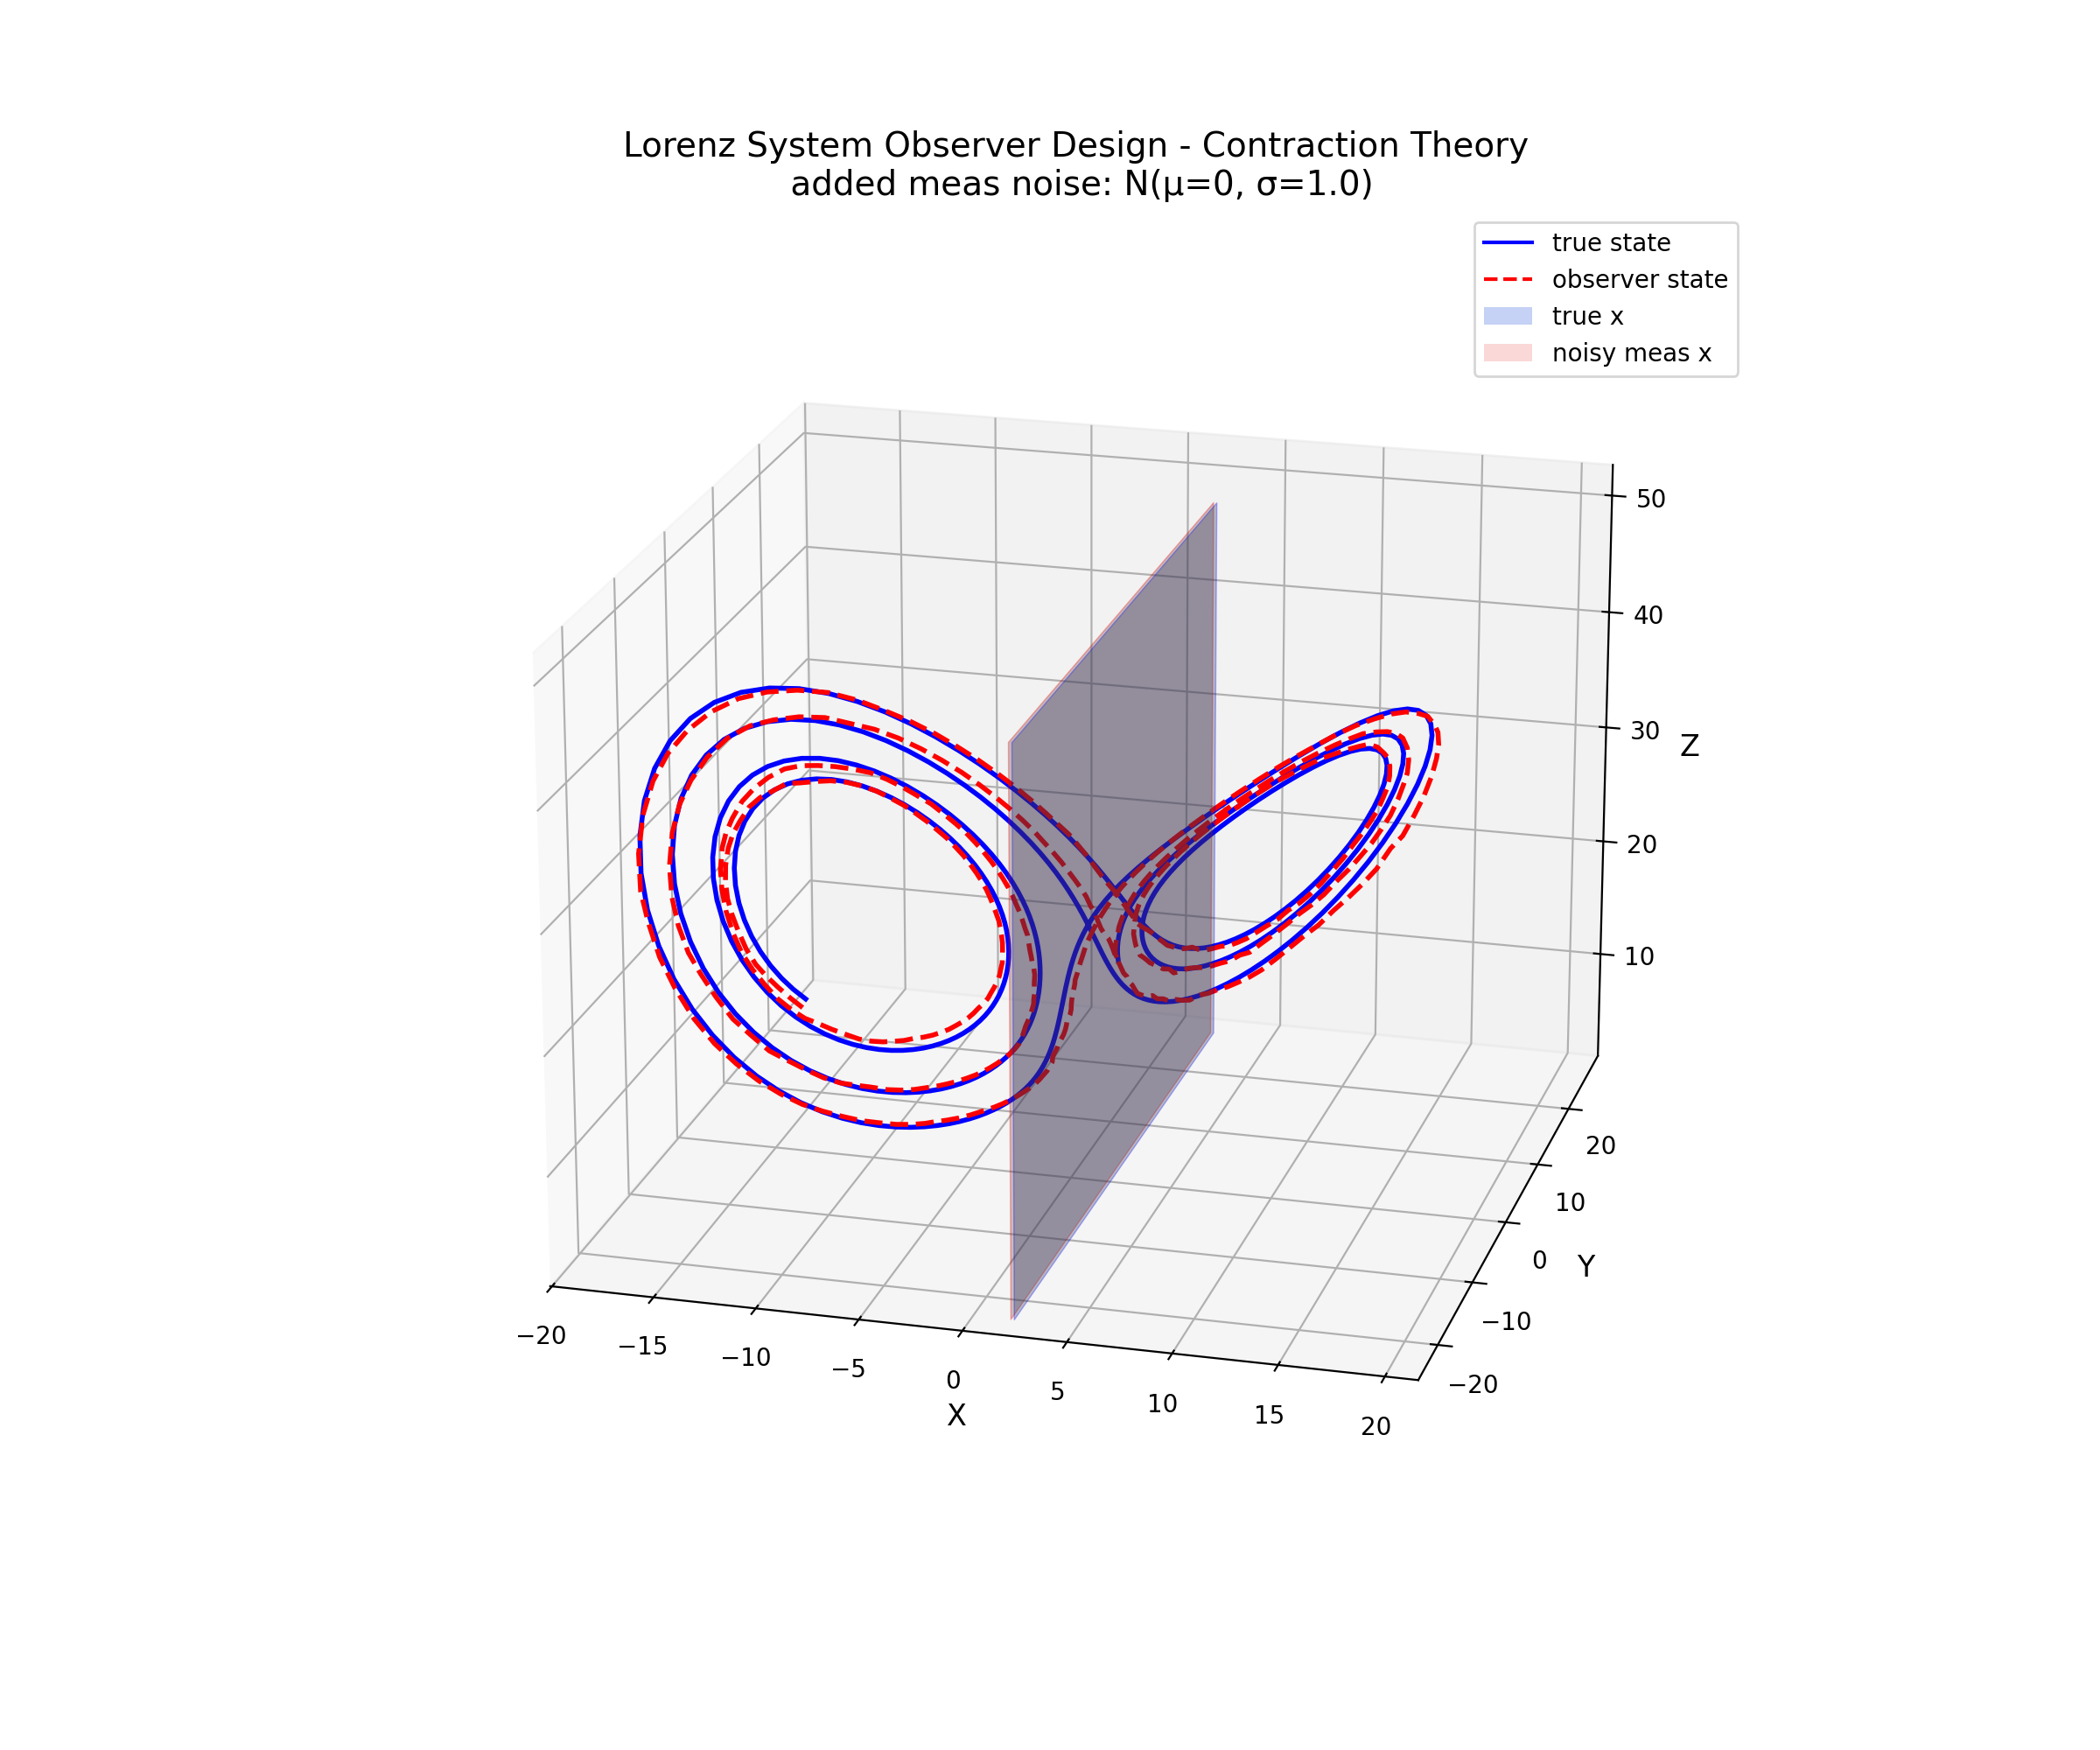 Lorenz System Observer Design - Contraction Theory
added meas noise: N(μ=0, σ=1.0)
true state
observer state
true x
noisy meas x
50
40
30
Z
20
10
20
10
0
Y
−10
−20
−20
−15
−10
−5
0
5
10
15
20
X